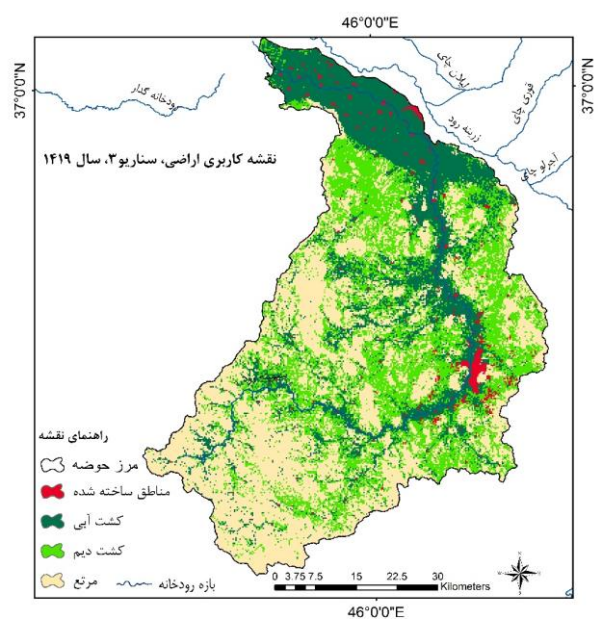 46°0'0"E
37°0'0"N
37°0'0"N
رودخانه گدار
لیلان چای
قوری چای
زرینه رود
آجرلو چای
نقشه کاربری اراضی، سناریو۳، سال ۱۴۱۹
راهنمای نقشه
مرز حوضه
مناطق ساخته شده
کشت آبی
کشت دیم
مرتع
بازه رودخانه
0 3.75 7.5 15 22.5 30
Kilometers
46°0'0"E